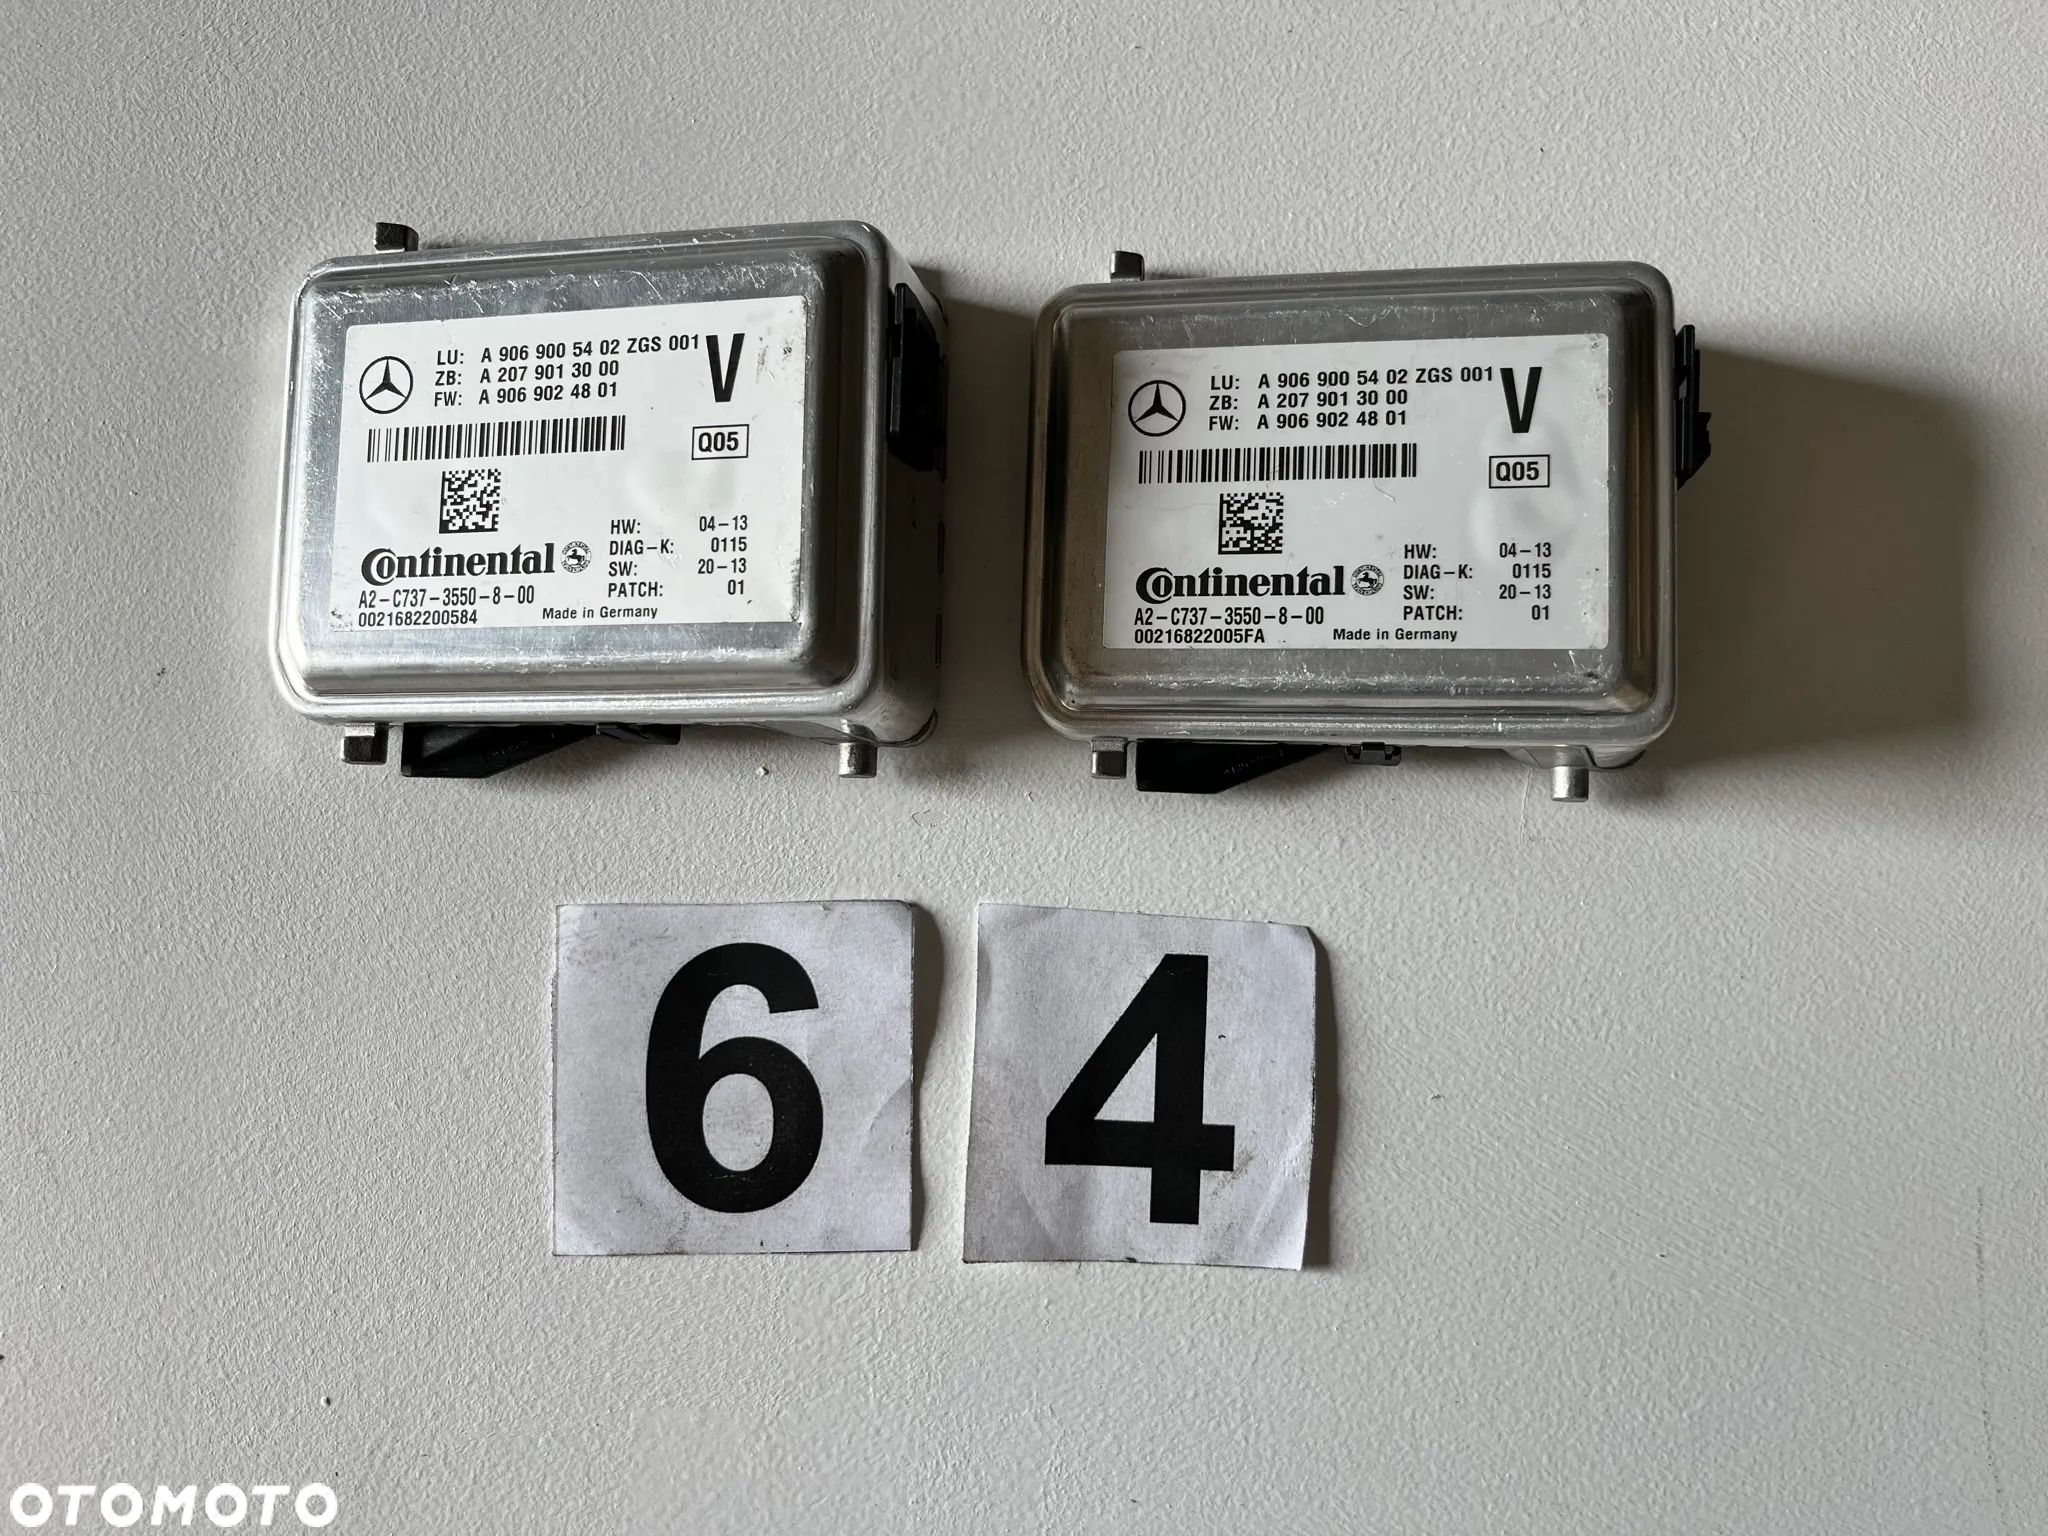 LU: A 906 900 54 02 ZGS 001 V
ZB: A 207 901 30 00
FW: A 906 902 48 01
Q05
HW: 04-13
DIAG-K: 0115
SW: 20-13
PATCH: 01
Continental
A2-C737-3550-8-00
0021682200584
Made in Germany
LU: A 906 900 54 02 ZGS 001 V
ZB: A 207 901 30 00
FW: A 906 902 48 01
Q05
HW: 04-13
DIAG-K: 0115
SW: 20-13
PATCH: 01
Continental
A2-C737-3550-8-00
00216822005FA
Made in Germany
6 4
OTOMOTO